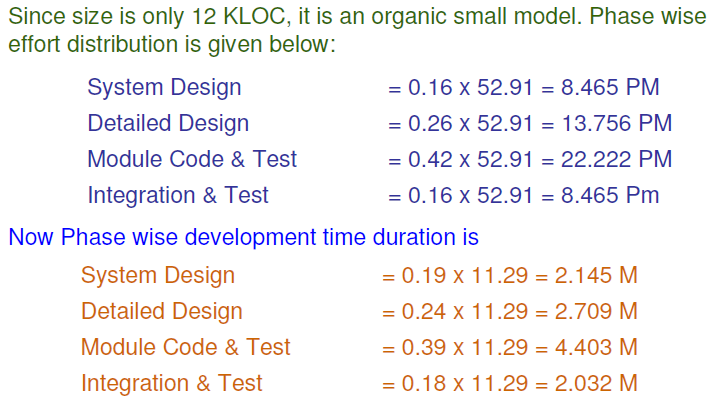 Since size is only 12 KLOC, it is an organic small model. Phase wise
effort distribution is given below:
System Design = 0.16 x 52.91 = 8.465 PM
Detailed Design = 0.26 x 52.91 = 13.756 PM
Module Code & Test = 0.42 x 52.91 = 22.222 PM
Integration & Test = 0.16 x 52.91 = 8.465 Pm
Now Phase wise development time duration is
System Design = 0.19 x 11.29 = 2.145 M
Detailed Design = 0.24 x 11.29 = 2.709 M
Module Code & Test = 0.39 x 11.29 = 4.403 M
Integration & Test = 0.18 x 11.29 = 2.032 M